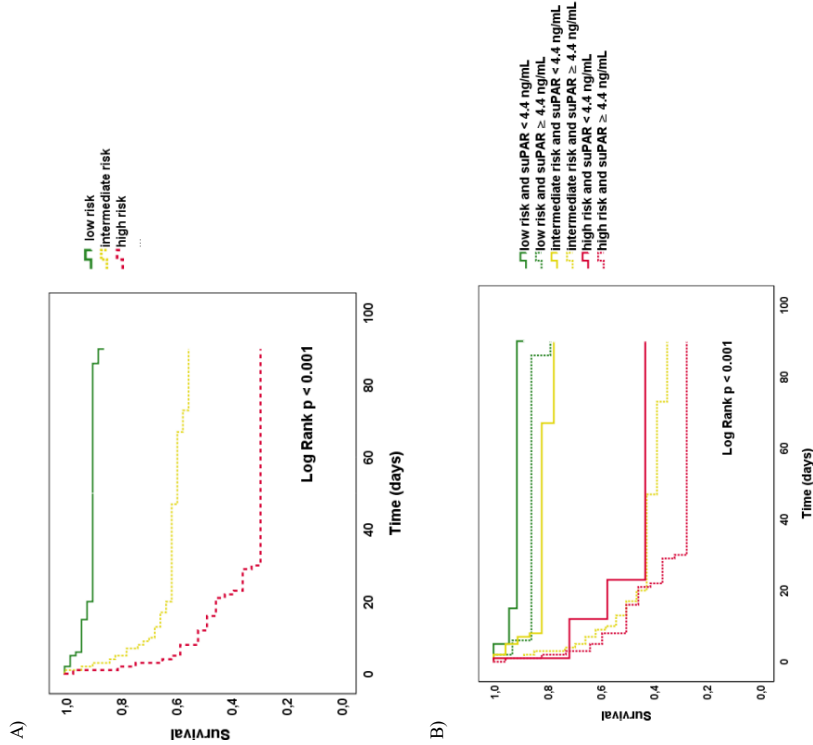 A)
Survival
1,0
0,8
0,6
0,4
0,2
0,0
0
20
40
60
80
100
Time (days)
Log Rank p < 0.001
low risk
intermediate risk
high risk
B)
Survival
1,0
0,8
0,6
0,4
0,2
0,0
0
20
40
60
80
100
Time (days)
Log Rank p < 0.001
low risk and suPAR < 4.4 ng/mL
low risk and suPAR ≥ 4.4 ng/mL
intermediate risk and suPAR < 4.4 ng/mL
intermediate risk and suPAR ≥ 4.4 ng/mL
high risk and suPAR < 4.4 ng/mL
high risk and suPAR ≥ 4.4 ng/mL